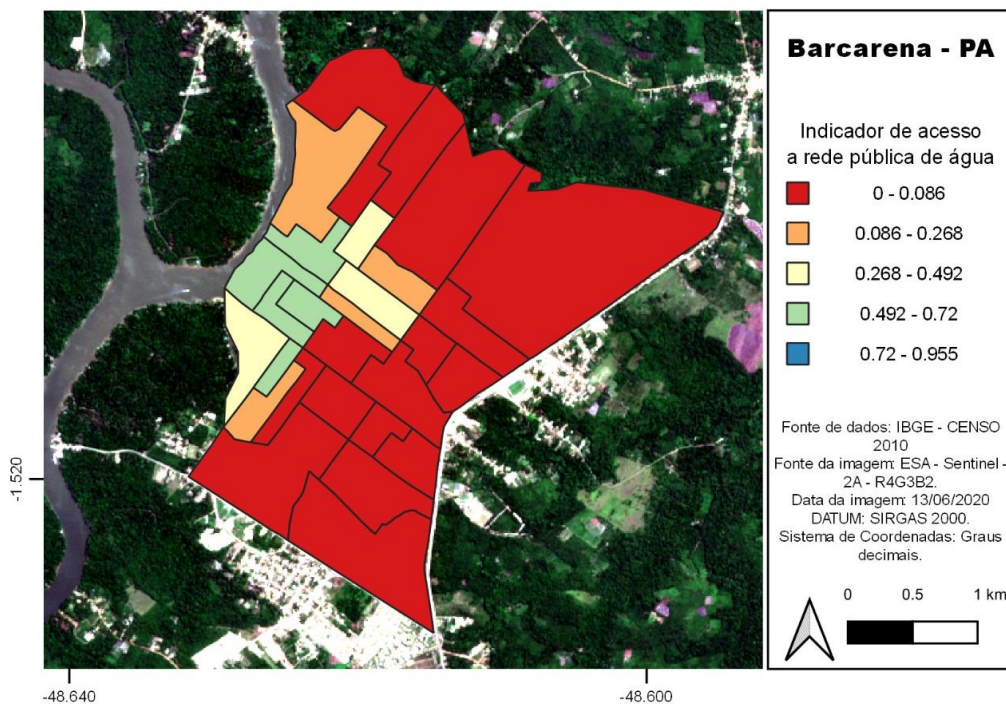 Barcarena - PA
Indicador de acesso
a rede pública de água
0 - 0.086
0.086 - 0.268
0.268 - 0.492
0.492 - 0.72
0.72 - 0.955
Fonte de dados: IBGE - CENSO
2010
Fonte da imagem: ESA - Sentinel -
2A - R4G3B2.
Data da imagem: 13/06/2020
DATUM: SIRGAS 2000.
Sistema de Coordenadas: Graus
decimais.
0 0.5 1 km
-1.520
-48.640 -48.600